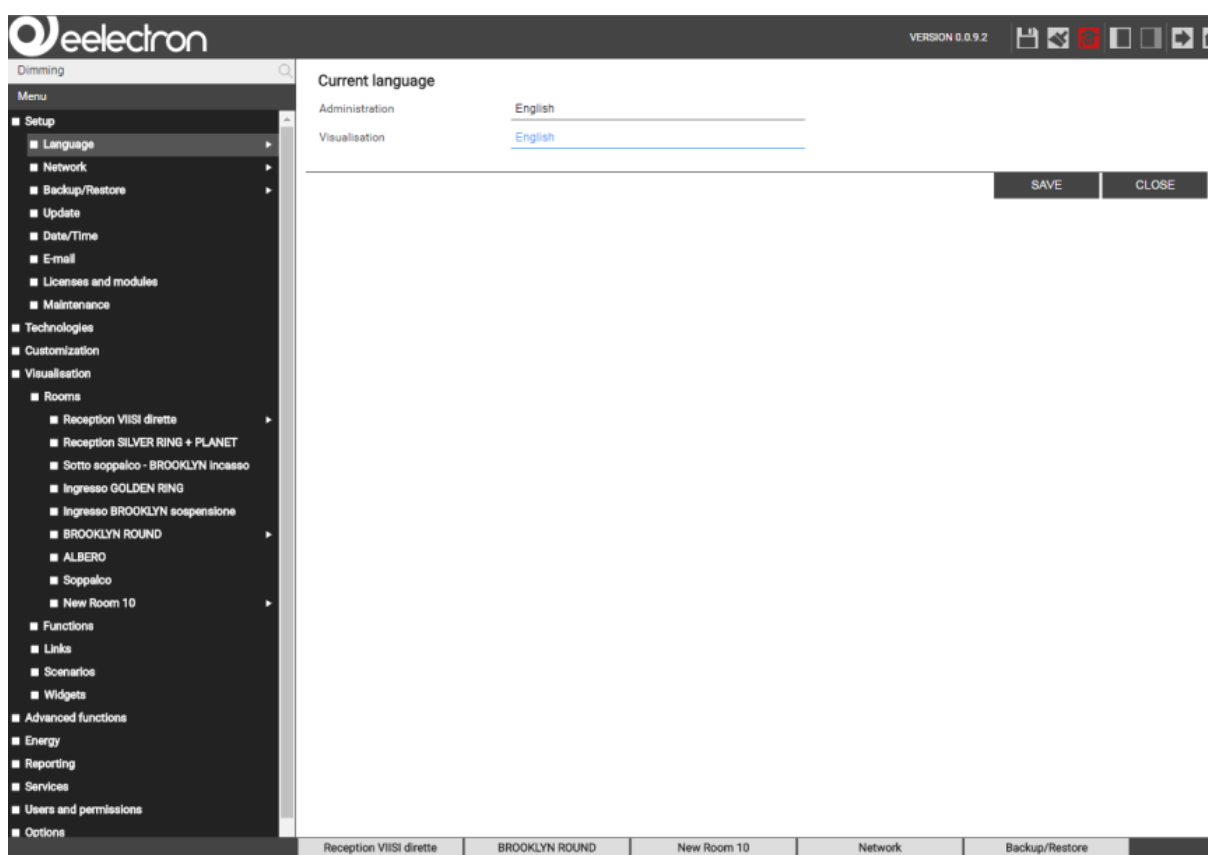 eelectron
VERSION 0.0.9.2
Dimming
Menu
Setup
Language
Network
Backup/Restore
Update
Date/Time
E-mail
Licenses and modules
Maintenance
Technologies
Customization
Visualisation
Rooms
Reception VIISI dirette
Reception SILVER RING + PLANET
Sotto soppalco - BROOKLYN incasso
Ingresso GOLDEN RING
Ingresso BROOKLYN sospensione
BROOKLYN ROUND
ALBERO
Soppalco
New Room 10
Functions
Links
Scenarios
Widgets
Advanced functions
Energy
Reporting
Services
Users and permissions
Options
Current language
Administration English
Visualisation English
SAVE CLOSE
Reception VIISI dirette BROOKLYN ROUND New Room 10 Network Backup/Restore